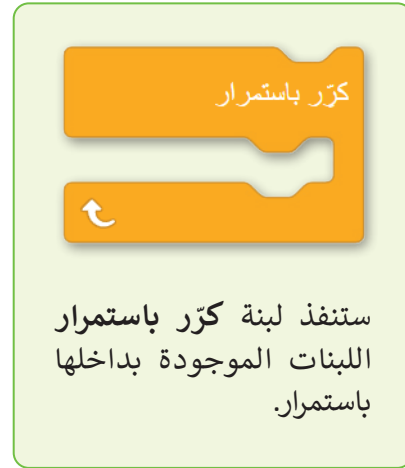 كرّر باستمرار
ستنفذ لبنة كرّر باستمرار
اللبنات الموجودة بداخلها
باستمرار.